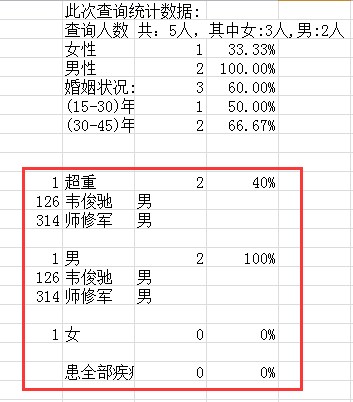 此次查询统计数据:
查询人数 共: 5人, 其中女:3人,男:2人
女性 1 33.33%
男性 2 100.00%
婚姻状况: 3 60.00%
(15-30)年 1 50.00%
(30-45)年 2 66.67%
1 超重 2 40%
126 韦俊驰 男
314 师修军 男
1 男 2 100%
126 韦俊驰 男
314 师修军 男
1 女 0 0%
患全部疾 0 0%